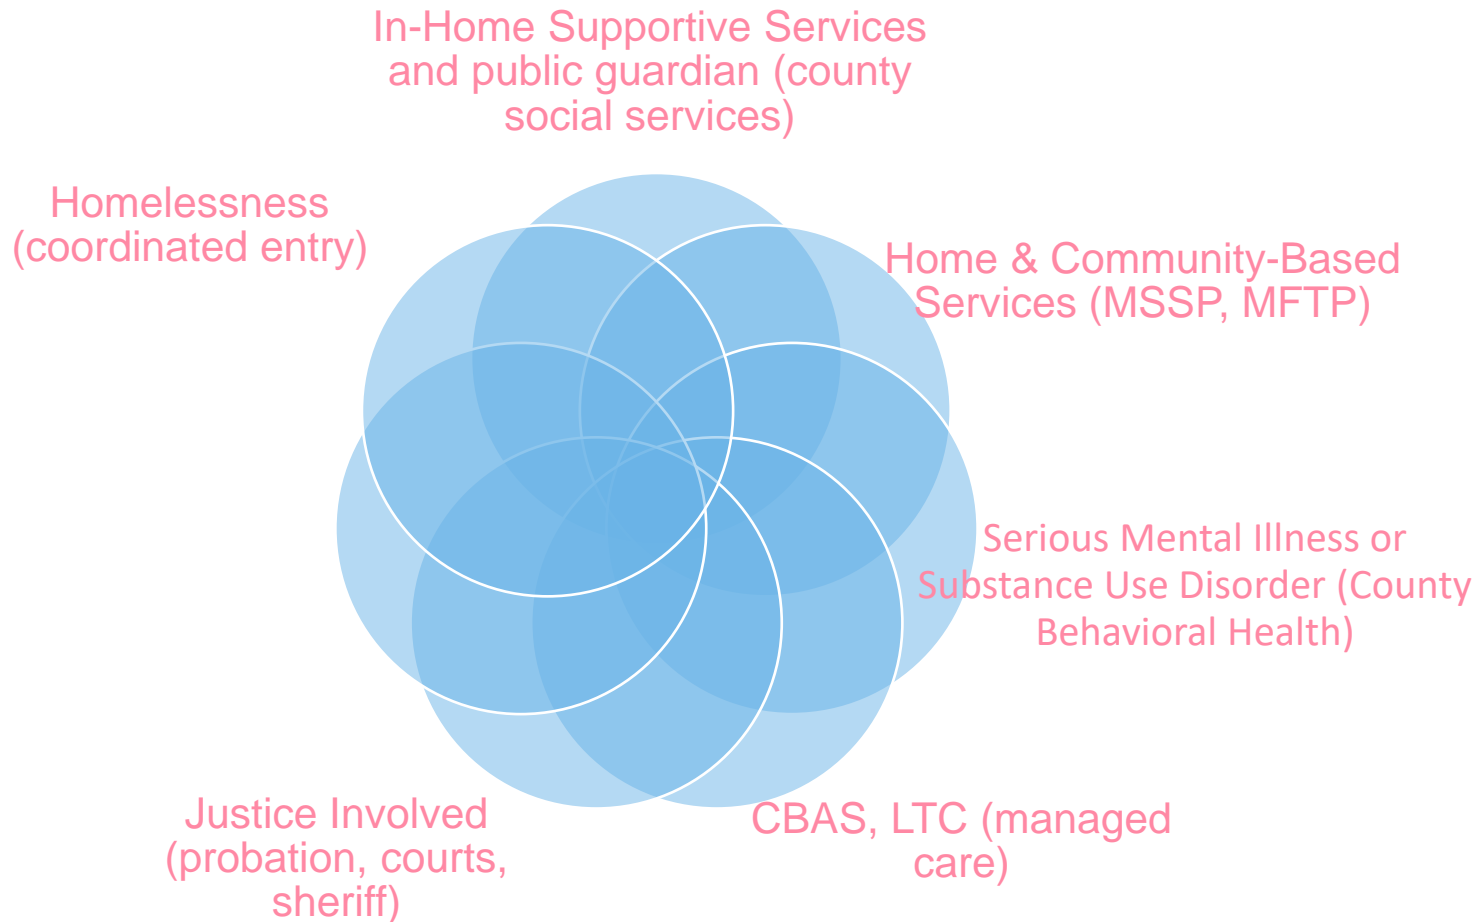 In-Home Supportive Services
and public guardian (county
social services)
Homelessness
(coordinated entry)
Home & Community-Based
Services (MSSP, MFTP)
Serious Mental Illness or
Substance Use Disorder (County
Behavioral Health)
CBAS, LTC (managed
care)
Justice Involved
(probation, courts,
sheriff)